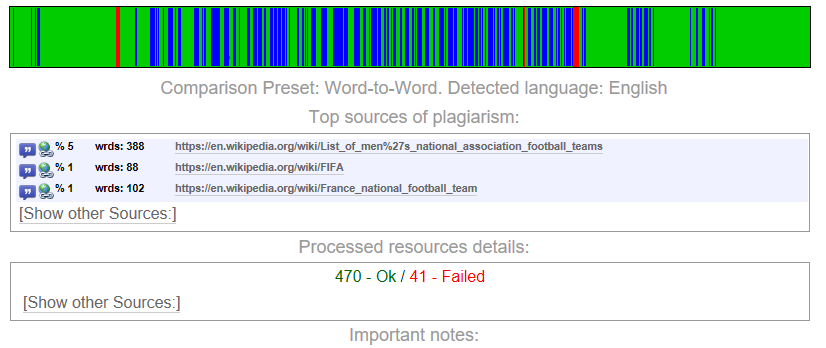 Comparison Preset: Word-to-Word. Detected language: English
Top sources of plagiarism:
% 5 wrds: 388 https://en.wikipedia.org/wiki/List_of_men%27s_national_association_football_teams
% 1 wrds: 88 https://en.wikipedia.org/wiki/FIFA
% 1 wrds: 102 https://en.wikipedia.org/wiki/France_national_football_team
[Show other Sources:]
Processed resources details:
470 - Ok / 41 - Failed
[Show other Sources:]
Important notes: